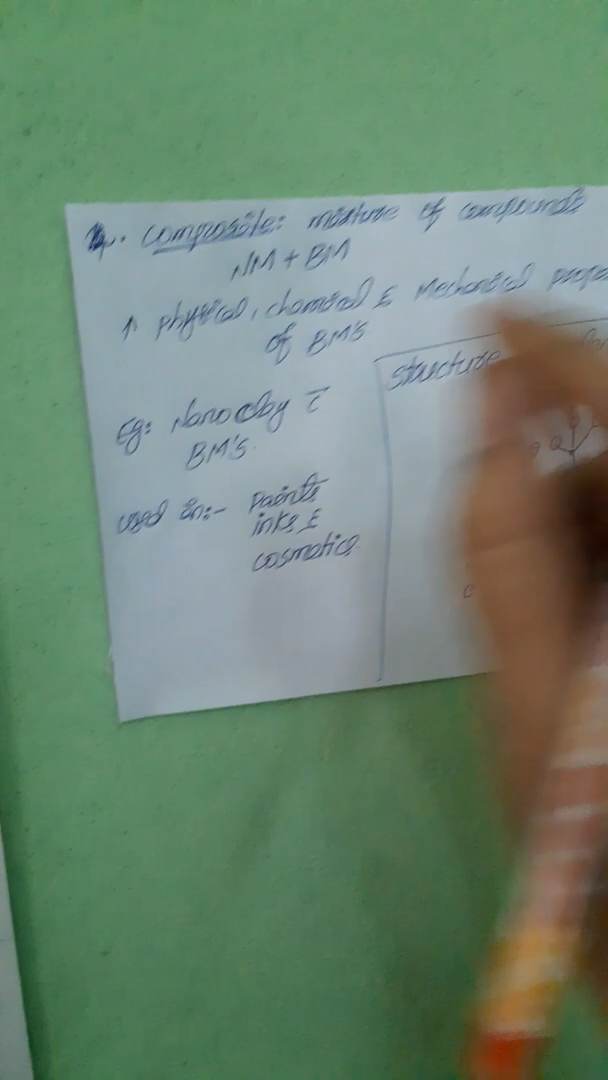 4. Composite: mixture of compounds
NM + BM
↑ physical, chemical & Mechanical prope
of BM's
Eg: Nano clay c̄
BM's.
used in:- Paints
inks &
cosmetics
structure